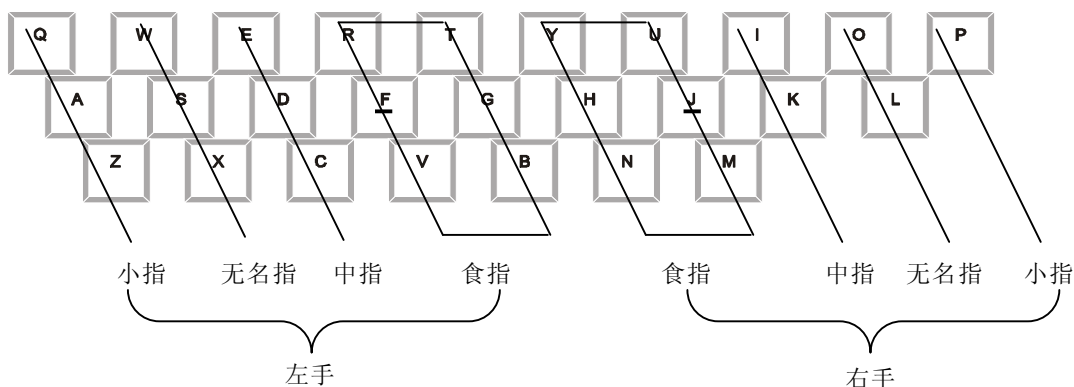 Q W E R T Y U I O P
A S D F G H J K L
Z X C V B N M
小指 无名指 中指 食指 食指 中指 无名指 小指
左手 右手